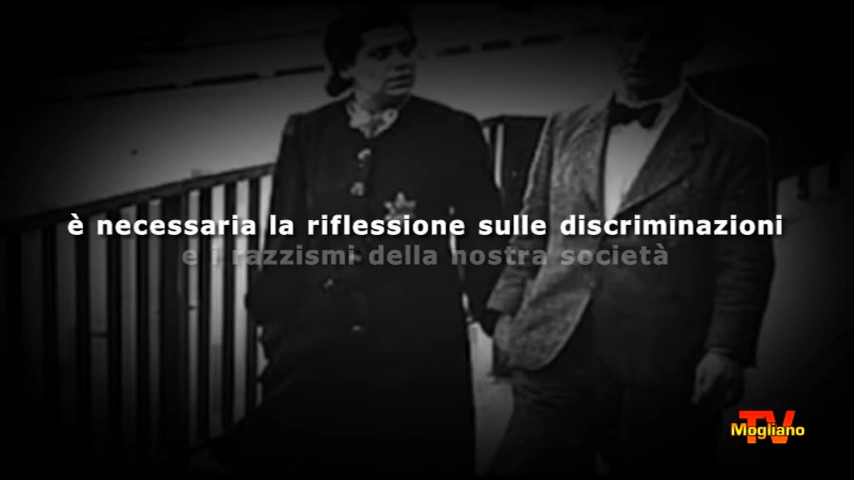 è necessaria la riflessione sulle discriminazioni
e i razzismi della nostra società
TV
Mogliano